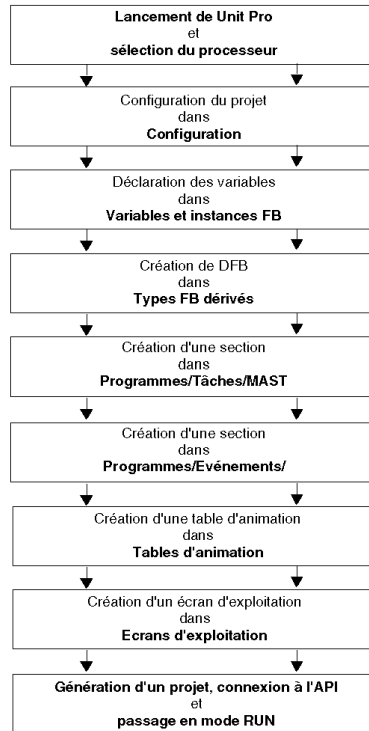 Lancement de Unit Pro
et
sélection du processeur
Configuration du projet
dans
Configuration
Déclaration des variables
dans
Variables et instances FB
Création de DFB
dans
Types FB dérivés
Création d'une section
dans
Programmes/Tâches/MAST
Création d'une section
dans
Programmes/Evénements/
Création d'une table d'animation
dans
Tables d'animation
Création d'un écran d'exploitation
dans
Ecrans d'exploitation
Génération d'un projet, connexion à l'API
et
passage en mode RUN